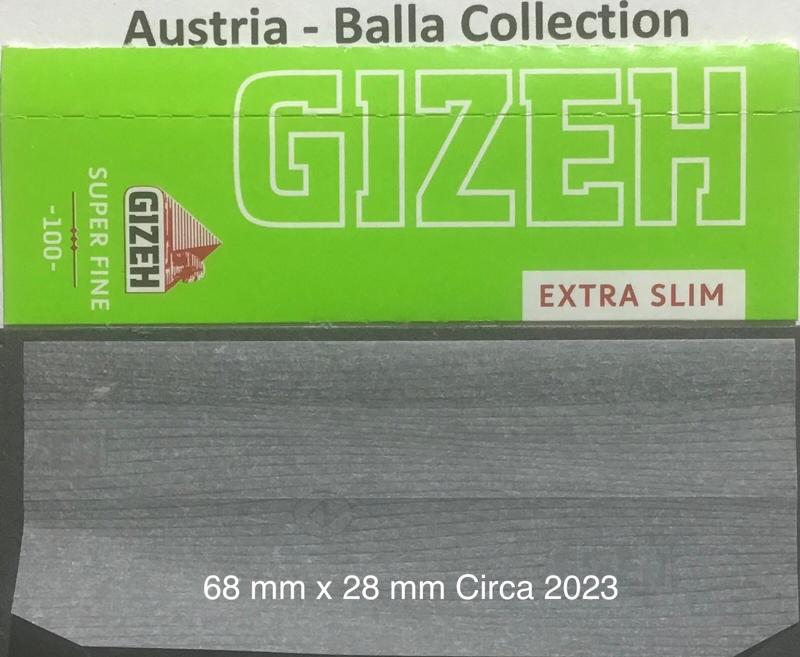 Austria - Balla Collection
GIZEH
SUPER FINE
-100-
GIZEH
EXTRA SLIM
68 mm x 28 mm Circa 2023